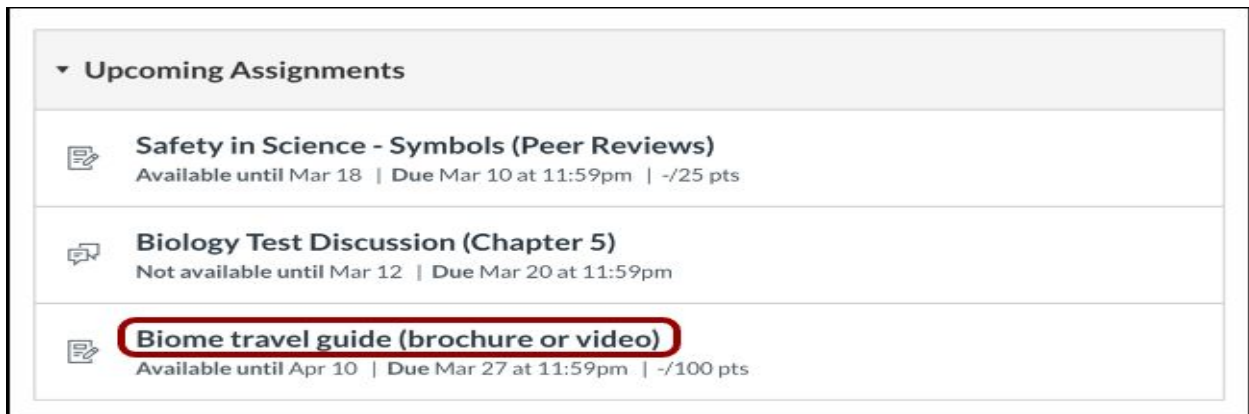 Upcoming Assignments
Safety in Science - Symbols (Peer Reviews)
Available until Mar 18 | Due Mar 10 at 11:59pm | -/25 pts
Biology Test Discussion (Chapter 5)
Not available until Mar 12 | Due Mar 20 at 11:59pm
Biome travel guide (brochure or video)
Available until Apr 10 | Due Mar 27 at 11:59pm | -/100 pts